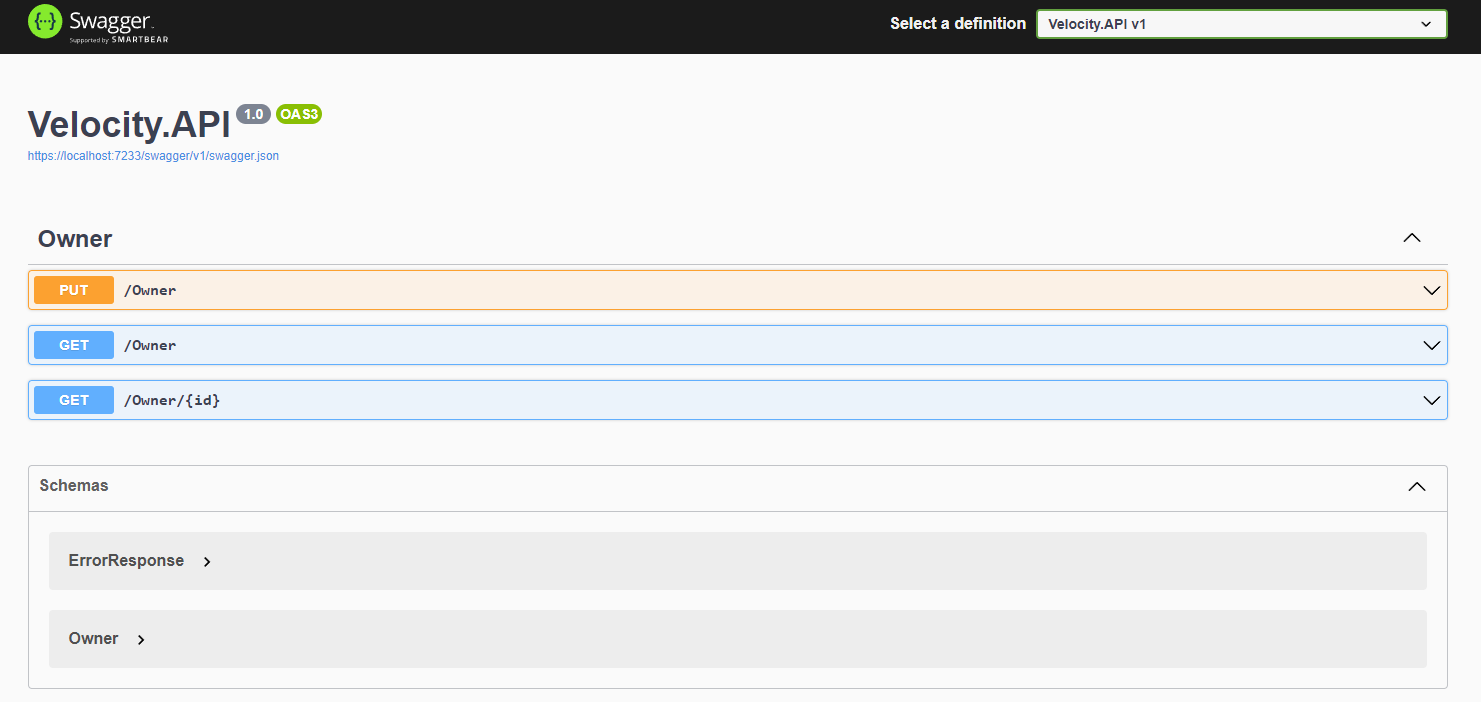 Swagger
Supported by SMARTBEAR
Select a definition
Velocity.API v1
Velocity.API 1.0 OAS3
https://localhost:7233/swagger/v1/swagger.json
Owner
PUT /Owner
GET /Owner
GET /Owner/{id}
Schemas
ErrorResponse
Owner